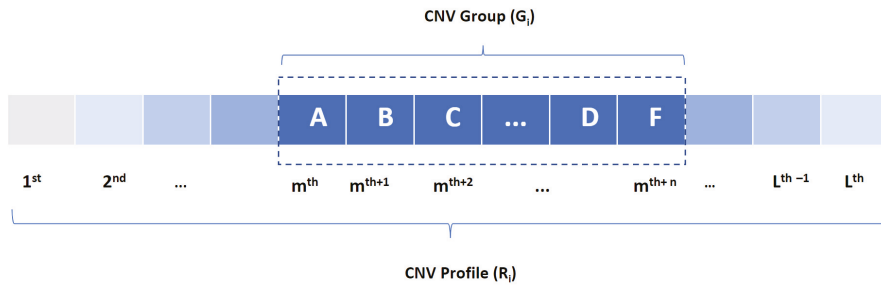 CNV Group (Gᵢ)
A B C ... D F
1ˢᵗ 2ⁿᵈ ... mᵗʰ mᵗʰ⁺¹ mᵗʰ⁺² ... mᵗʰ⁺ ⁿ ... Lᵗʰ ⁻¹ Lᵗʰ
CNV Profile (Rᵢ)